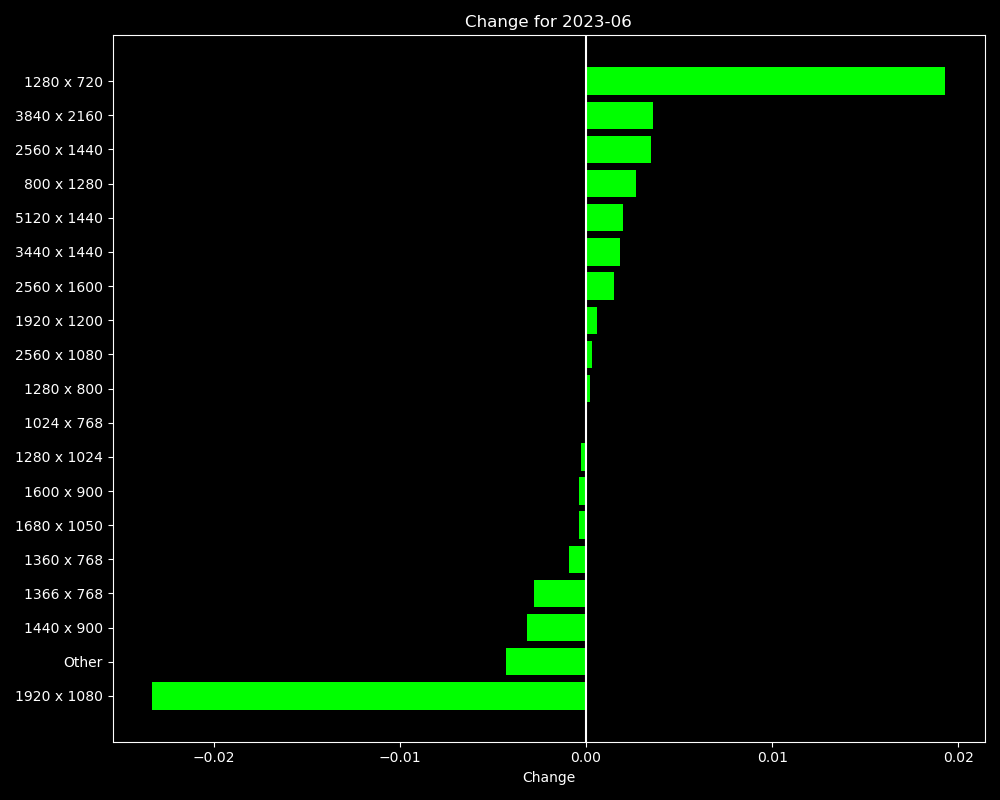 Change for 2023-06
1280 x 720
3840 x 2160
2560 x 1440
800 x 1280
5120 x 1440
3440 x 1440
2560 x 1600
1920 x 1200
2560 x 1080
1280 x 800
1024 x 768
1280 x 1024
1600 x 900
1680 x 1050
1360 x 768
1366 x 768
1440 x 900
Other
1920 x 1080
−0.02 −0.01 0.00 0.01 0.02
Change